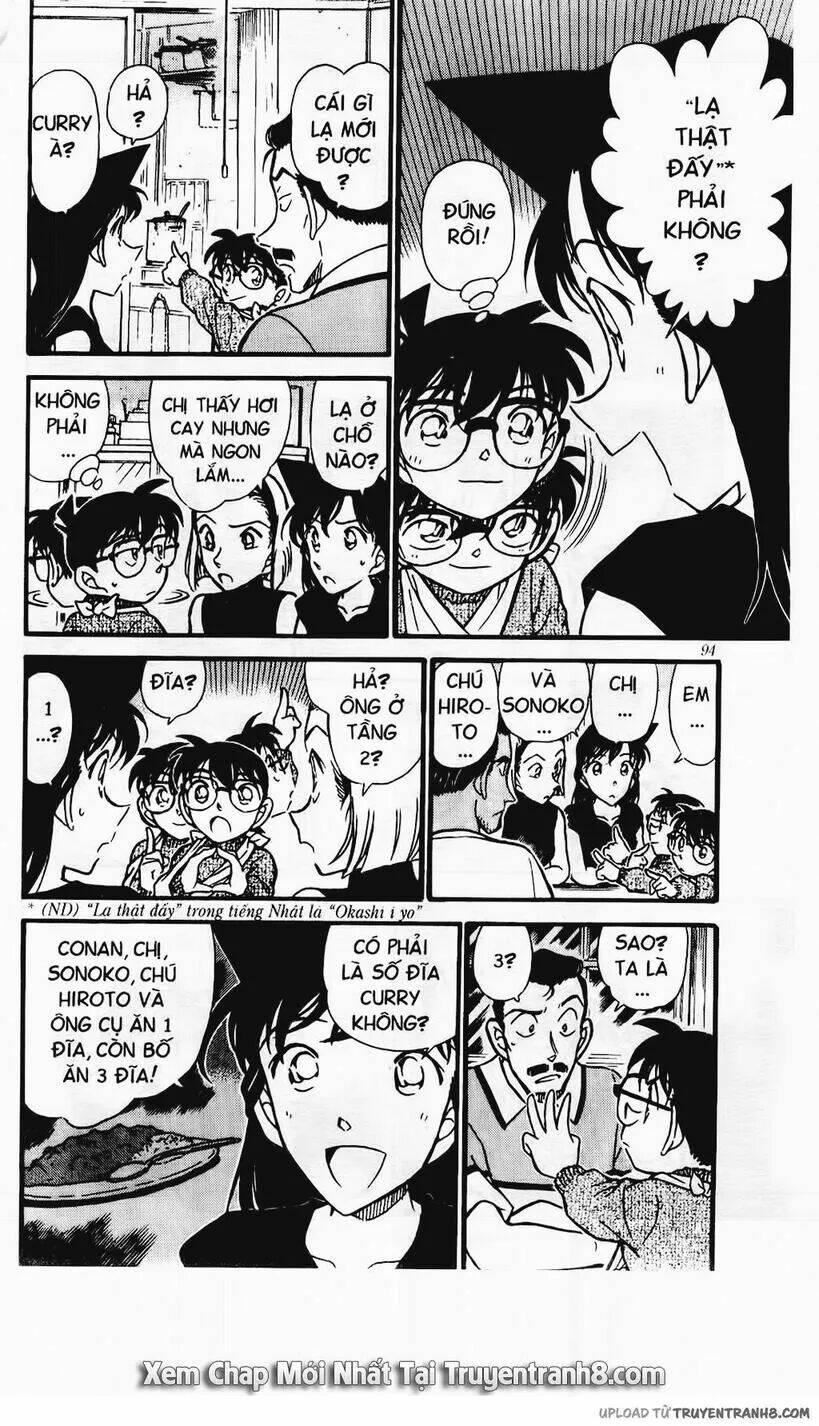 "LẠ
THẬT
ĐẤY"*
PHẢI
KHÔNG
?
ĐÚNG
RỒI!
CÁI GÌ
LẠ MỚI
ĐƯỢC
?
HẢ
?
CURRY
À?
LẠ Ở
CHỖ
NÀO?
CHỊ THẤY HƠI
CAY NHƯNG
MÀ NGON
LẮM...
KHÔNG
PHẢI
...
94
EM
...
CHỊ
...
VÀ
SONOKO
...
CHÚ
HIRO-
TO ...
HẢ?
ÔNG Ở
TẦNG
2?
ĐĨA?
1
...?
* (ND) "Lạ thật đấy" trong tiếng Nhật là "Okashi i yo"
SAO?
TA LÀ
...
3?
CÓ PHẢI
LÀ SỐ ĐĨA
CURRY
KHÔNG?
CONAN, CHỊ,
SONOKO, CHÚ
HIROTO VÀ
ÔNG CỤ ĂN 1
ĐĨA, CÒN BỐ
ĂN 3 ĐĨA!
Xem Chap Mới Nhất Tại Truyentranh8.com
UPLOAD TỪ TRUYENTRANH8.COM